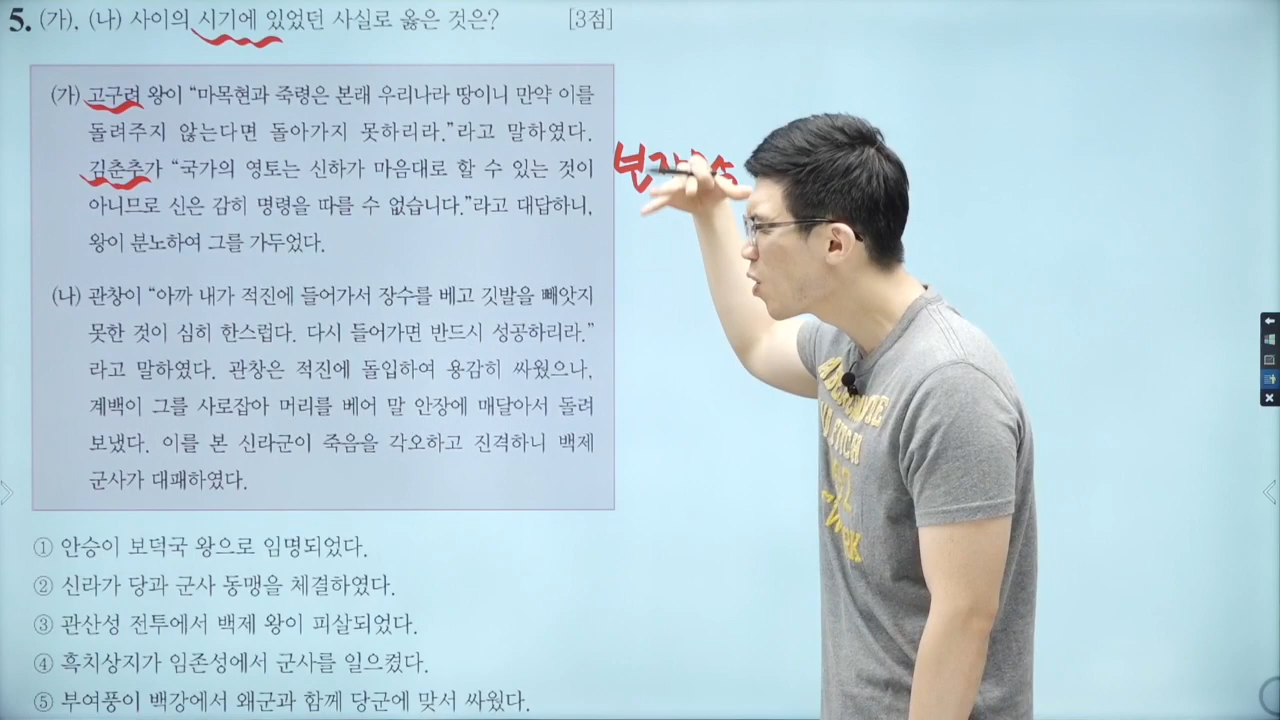 5. (가), (나) 사이의 시기에 있었던 사실로 옳은 것은? [3점]
(가) 고구려 왕이 “마목현과 죽령은 본래 우리나라 땅이니 만약 이를
돌려주지 않는다면 돌아가지 못하리라.”라고 말하였다.
김춘추가 “국가의 영토는 신하가 마음대로 할 수 있는 것이
아니므로 신은 감히 명령을 따를 수 없습니다.”라고 대답하니,
왕이 분노하여 그를 가두었다.
(나) 관창이 “아까 내가 적진에 들어가서 장수를 베고 깃발을 빼앗지
못한 것이 심히 한스럽다. 다시 들어가면 반드시 성공하리라.”
라고 말하였다. 관창은 적진에 돌입하여 용감히 싸웠으나,
계백이 그를 사로잡아 머리를 베어 말 안장에 매달아서 돌려
보냈다. 이를 본 신라군이 죽음을 각오하고 진격하니 백제
군사가 대패하였다.
① 안승이 보덕국 왕으로 임명되었다.
② 신라가 당과 군사 동맹을 체결하였다.
③ 관산성 전투에서 백제 왕이 피살되었다.
④ 흑치상지가 임존성에서 군사를 일으켰다.
⑤ 부여풍이 백강에서 왜군과 함께 당군에 맞서 싸웠다.